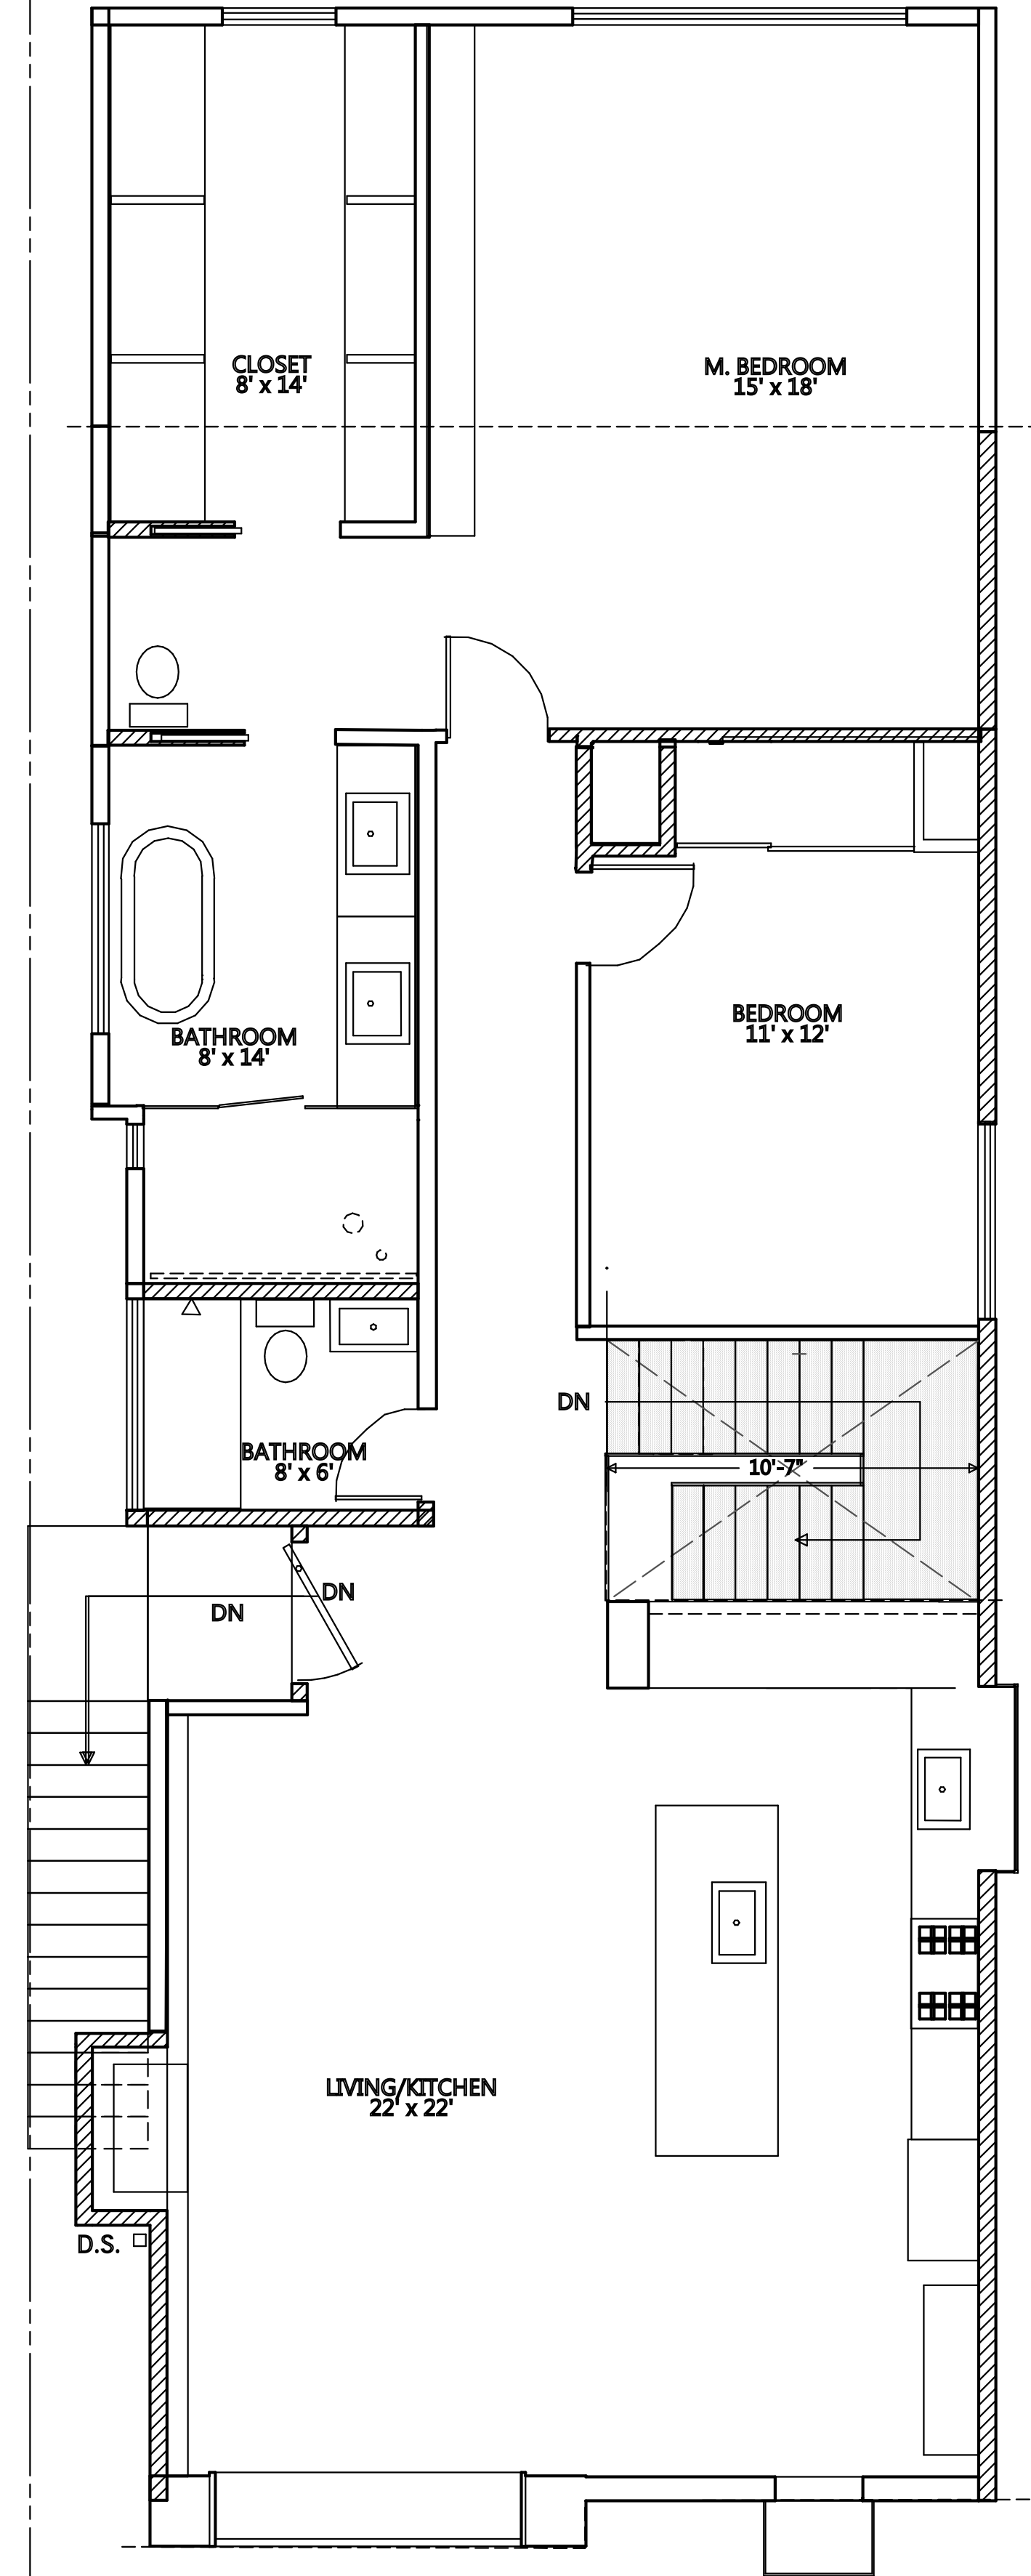 CLOSET
8' x 14'
M. BEDROOM
15' x 18'
BEDROOM
11' x 12'
BATHROOM
8' x 14'
DN
BATHROOM
8' x 6'
10'-7"
DN
DN
LIVING/KITCHEN
22' x 22'
D.S.